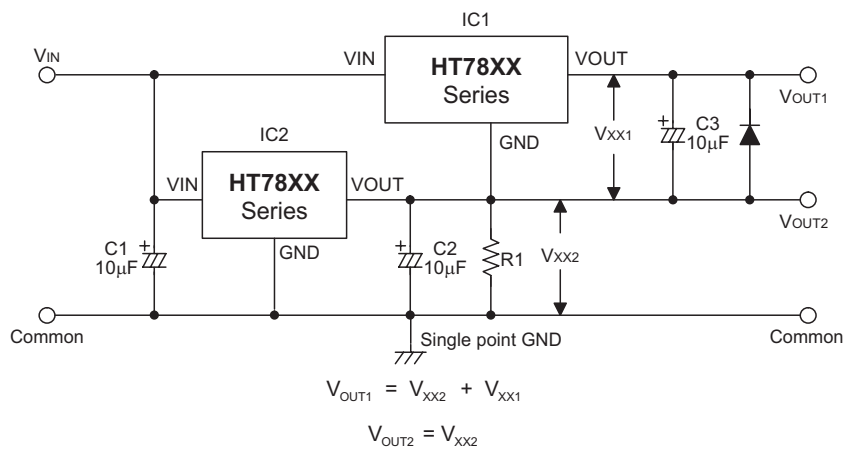 IC1
VIN
VIN
HT78XX
Series
VOUT
VOUT1
GND
VXX1
+
C3
10μF
IC2
VIN
HT78XX
Series
VOUT
VOUT2
GND
C1
+
10μF
+
C2
10μF
R1
VXX2
Common
Single point GND
Common
VOUT1 = VXX2 + VXX1
VOUT2 = VXX2